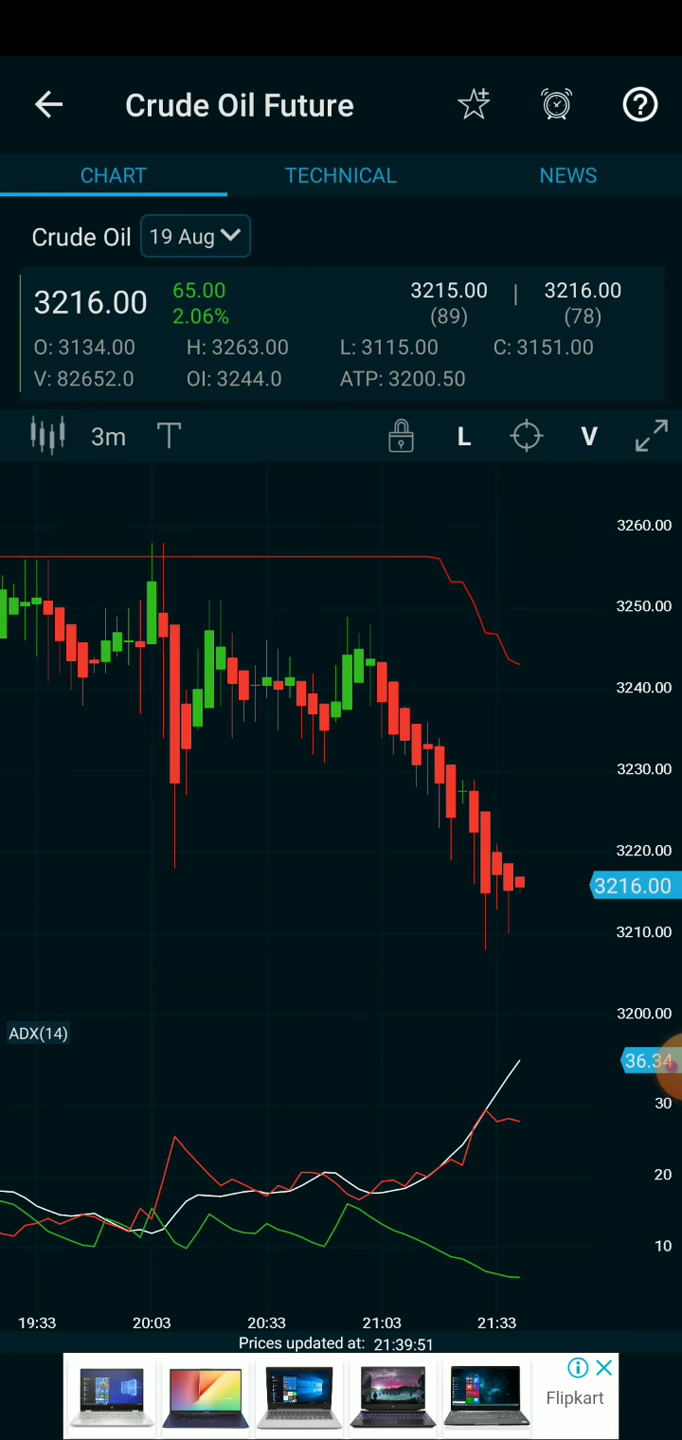 Crude Oil Future
CHART TECHNICAL NEWS
Crude Oil 19 Aug
3216.00 65.00 2.06% 3215.00 (89) | 3216.00 (78)
O: 3134.00 H: 3263.00 L: 3115.00 C: 3151.00
V: 82652.0 OI: 3244.0 ATP: 3200.50
3m T L V
3260.00
3250.00
3240.00
3230.00
3220.00
3216.00
3210.00
3200.00
ADX(14)
36.34
30
20
10
19:33 20:03 20:33 21:03 21:33
Prices updated at: 21:39:51
Flipkart